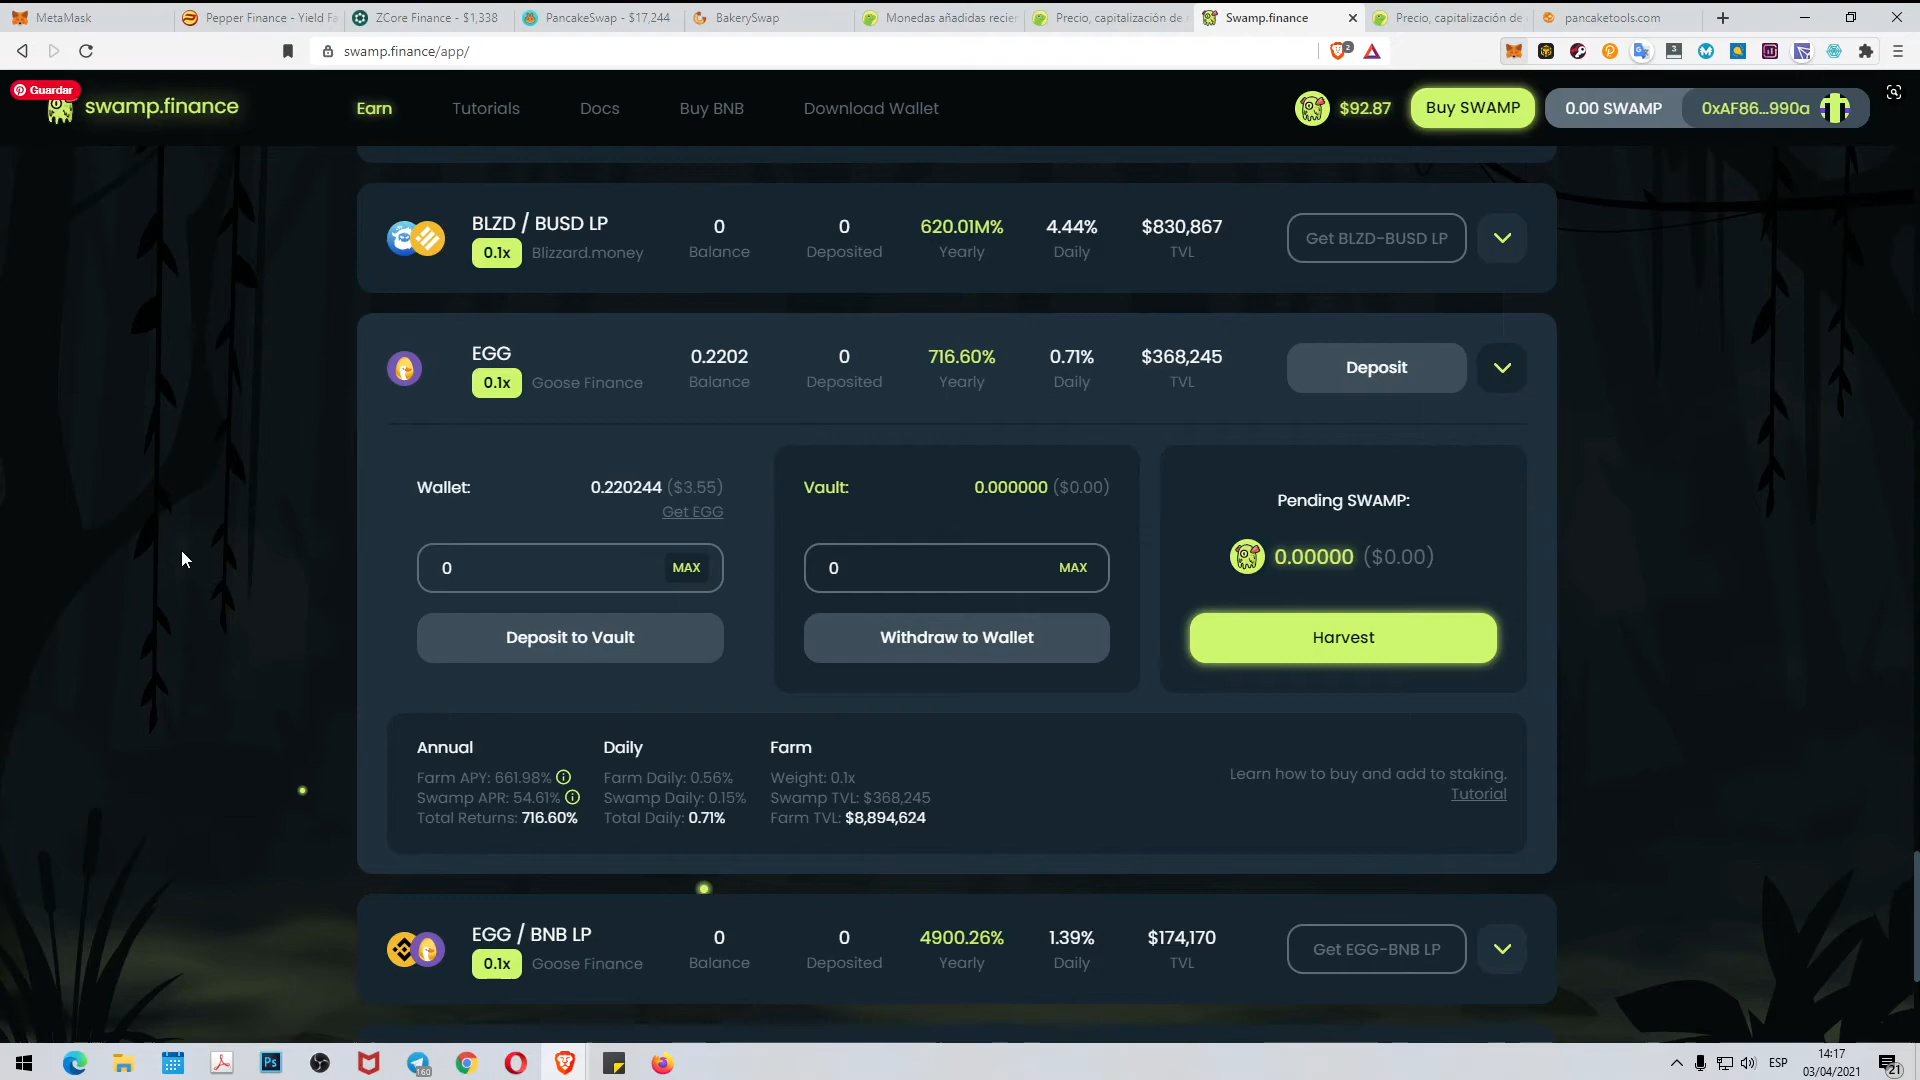 MetaMask
Pepper Finance - Yield Fa
ZCore Finance - $1,338
PancakeSwap - $17,244
BakerySwap
Monedas añadidas recien
Precio, capitalización de
Swamp.finance
Precio, capitalización de
pancaketools.com
swamp.finance/app/
2
Guardar
swamp.finance
Earn
Tutorials
Docs
Buy BNB
Download Wallet
$92.87
Buy SWAMP
0.00 SWAMP
0xAF86...990a
BLZD / BUSD LP
0
0
620.01M%
4.44%
$830,867
Get BLZD-BUSD LP
0.1x
Blizzard.money
Balance
Deposited
Yearly
Daily
TVL
EGG
0.2202
0
716.60%
0.71%
$368,245
Deposit
0.1x
Goose Finance
Balance
Deposited
Yearly
Daily
TVL
Wallet:
0.220244 ($3.55)
Get EGG
0
MAX
Deposit to Vault
Vault:
0.000000 ($0.00)
0
MAX
Withdraw to Wallet
Pending SWAMP:
0.00000 ($0.00)
Harvest
Annual
Farm APY: 661.98%
Swamp APR: 54.61%
Total Returns: 716.60%
Daily
Farm Daily: 0.56%
Swamp Daily: 0.15%
Total Daily: 0.71%
Farm
Weight: 0.1x
Swamp TVL: $368,245
Farm TVL: $8,894,624
Learn how to buy and add to staking.
Tutorial
EGG / BNB LP
0
0
4900.26%
1.39%
$174,170
Get EGG-BNB LP
0.1x
Goose Finance
Balance
Deposited
Yearly
Daily
TVL
Ps
160
ESP
14:17
03/04/2021
21